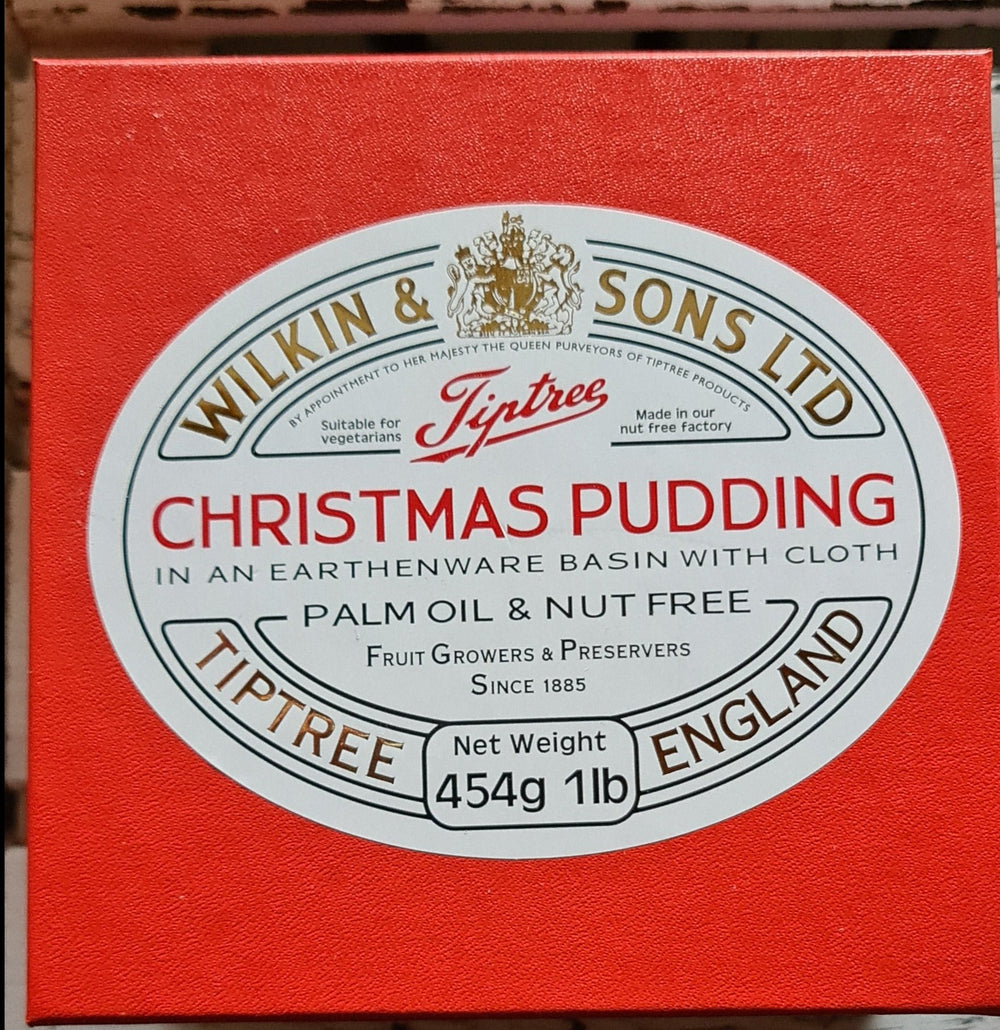 WILKIN & SONS LTD
BY APPOINTMENT TO HER MAJESTY THE QUEEN PURVEYORS OF TIPTREE PRODUCTS
Suitable for
vegetarians
Tiptree
Made in our
nut free factory
CHRISTMAS PUDDING
IN AN EARTHENWARE BASIN WITH CLOTH
PALM OIL & NUT FREE
FRUIT GROWERS & PRESERVERS
SINCE 1885
TIPTREE ENGLAND
Net Weight
454g 1lb